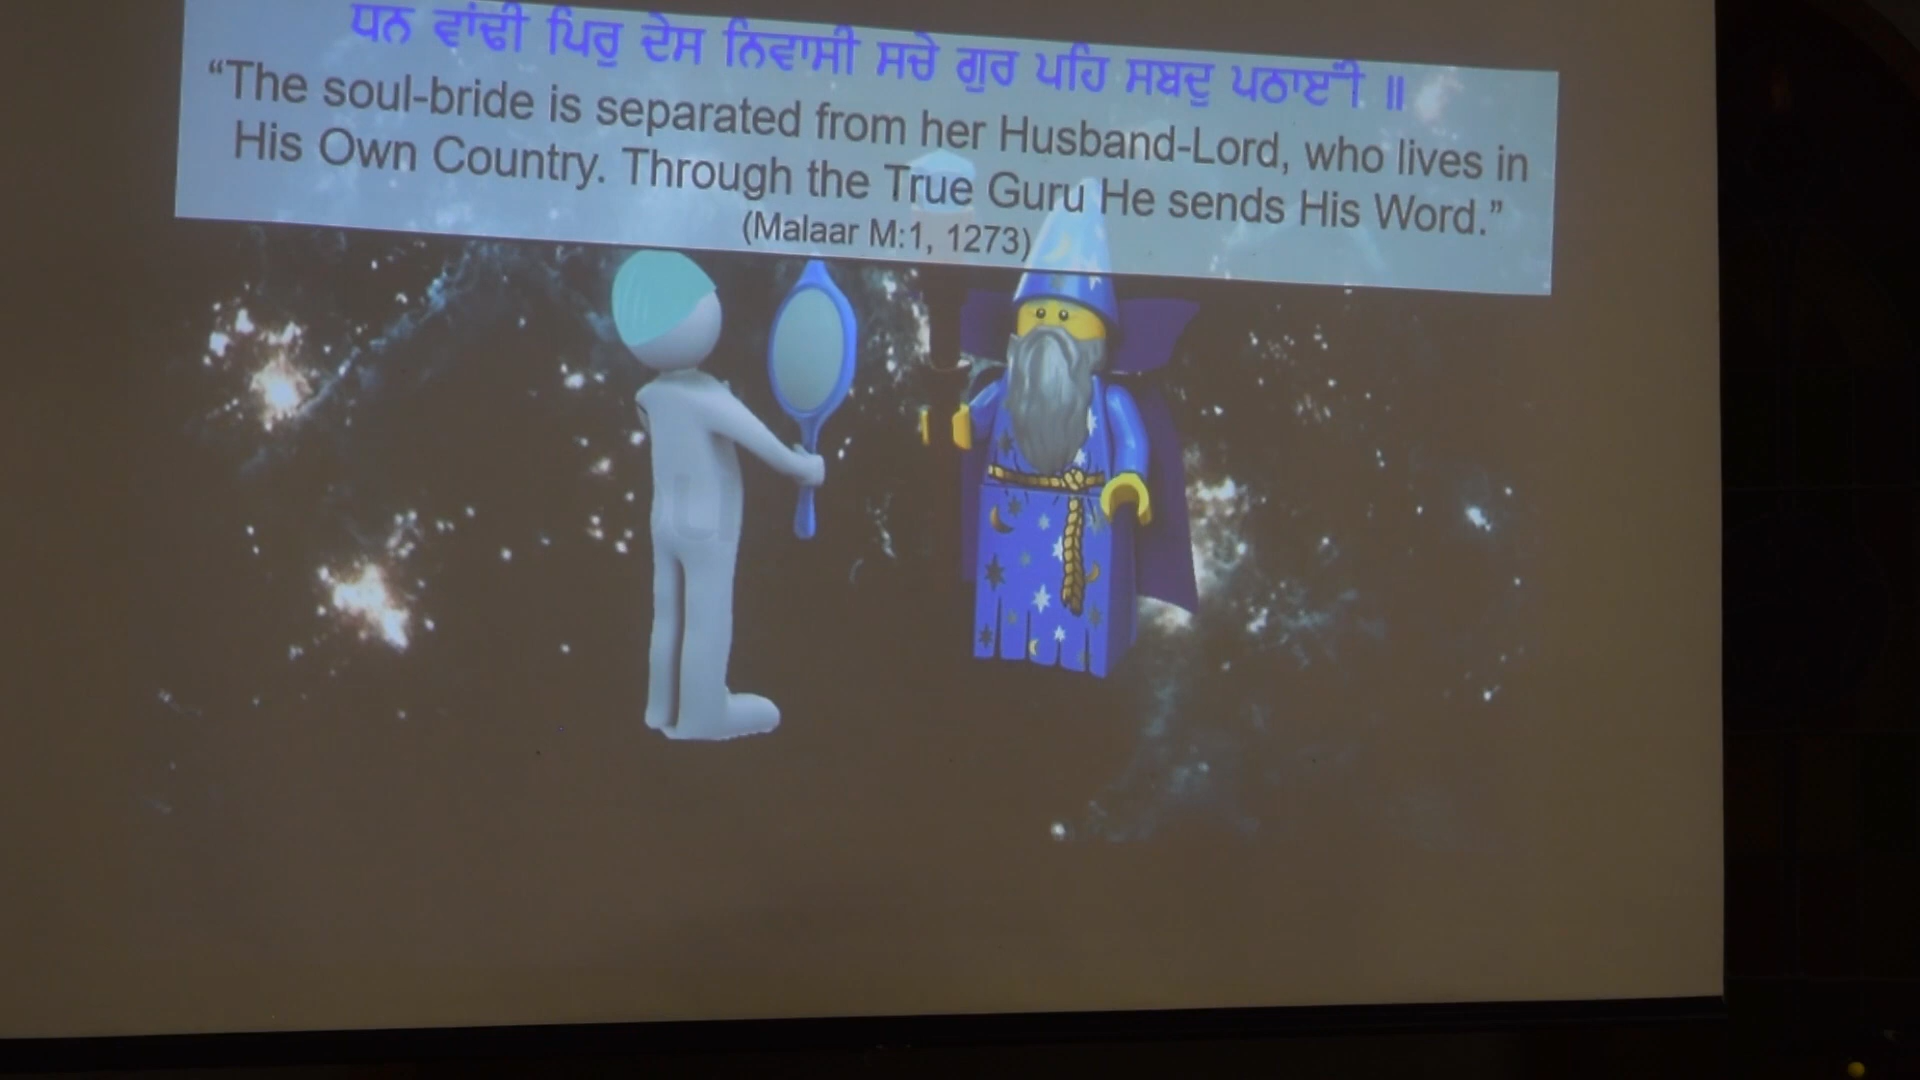 ਧਨ ਵਾਂਢੀ ਪਿਰੁ ਦੇਸ ਨਿਵਾਸੀ ਸਚੇ ਗੁਰ ਪਹਿ ਸਬਦੁ ਪਠਾਈਂ ॥
“The soul-bride is separated from her Husband-Lord, who lives in
His Own Country. Through the True Guru He sends His Word.”
(Malaar M:1, 1273)